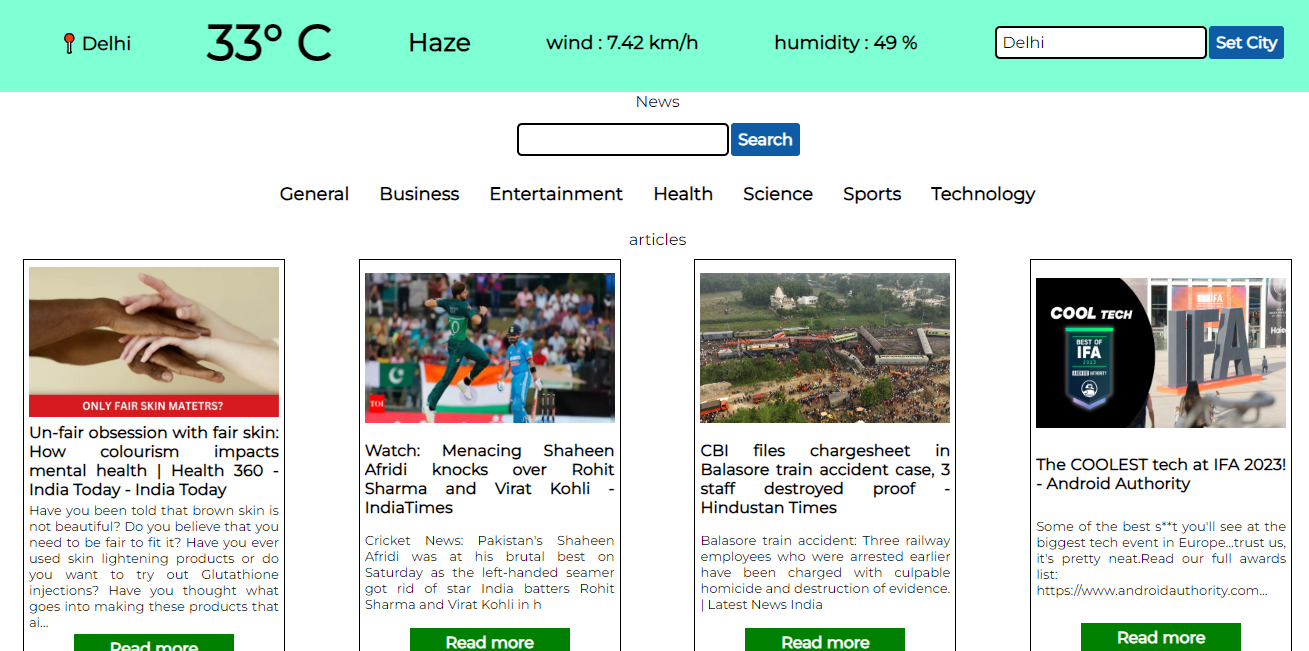 Delhi
33° C
Haze
wind : 7.42 km/h
humidity : 49 %
Delhi
Set City
News
Search
General Business Entertainment Health Science Sports Technology
articles
ONLY FAIR SKIN MATETRS?
Un-fair obsession with fair skin:
How colourism impacts
mental health | Health 360 -
India Today - India Today
Have you been told that brown skin is
not beautiful? Do you believe that you
need to be fair to fit it? Have you ever
used skin lightening products or do
you want to try out Glutathione
injections? Have you thought what
goes into making these products that
ai...
Read more
TOI
Watch: Menacing Shaheen
Afridi knocks over Rohit
Sharma and Virat Kohli -
IndiaTimes
Cricket News: Pakistan's Shaheen
Afridi was at his brutal best on
Saturday as the left-handed seamer
got rid of star India batters Rohit
Sharma and Virat Kohli in h
Read more
CBI files chargesheet in
Balasore train accident case, 3
staff destroyed proof -
Hindustan Times
Balasore train accident: Three railway
employees who were arrested earlier
have been charged with culpable
homicide and destruction of evidence.
| Latest News India
Read more
COOL TECH
BEST OF
IFA
2023
ANDROID AUTHORITY
IFA
IFA
The COOLEST tech at IFA 2023!
- Android Authority
Some of the best s**t you'll see at the
biggest tech event in Europe...trust us,
it's pretty neat.Read our full awards
list:
https://www.androidauthority.com...
Read more